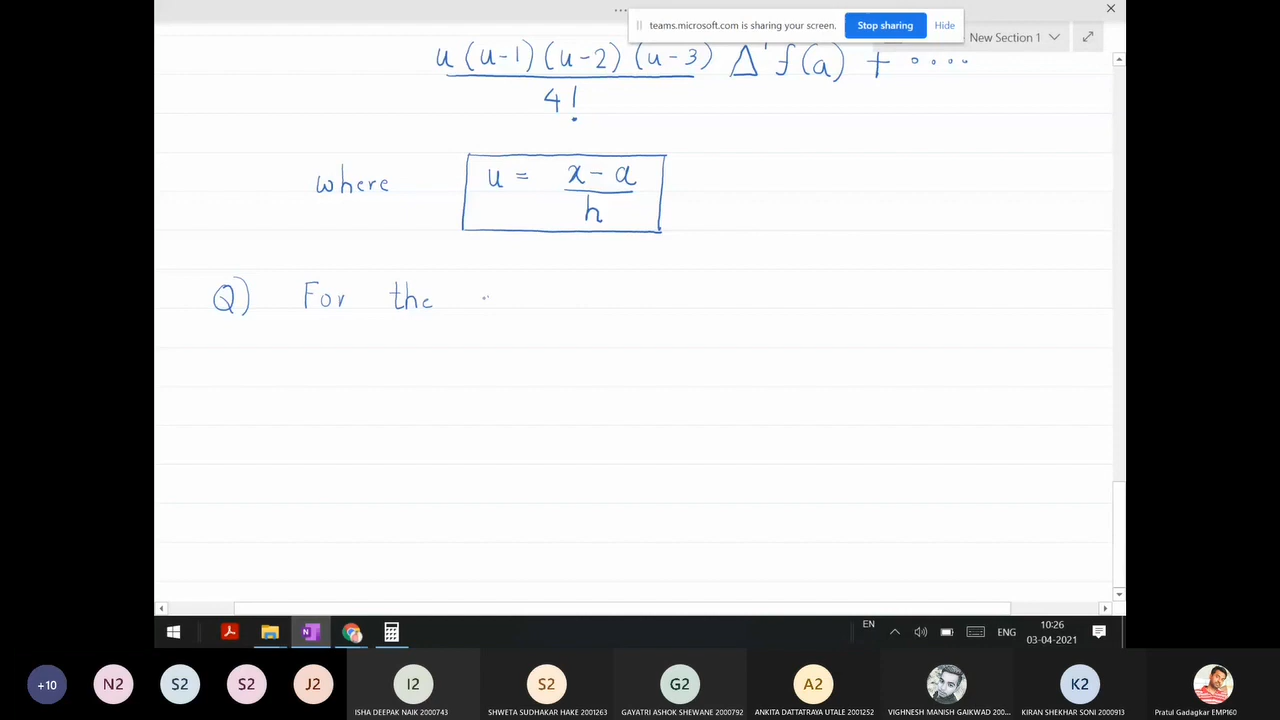 teams.microsoft.com is sharing your screen. Stop sharing Hide
New Section 1
u (u-1) (u-2) (u-3) Δ f(a) + ....
4!
where u = x - a
h
Q) For the
EN
ENG
10:26
03-04-2021
+10 N2 S2 S2 J2 I2 S2 G2 A2 K2
ISHA DEEPAK NAIK 2000743 SHWETA SUDHAKAR HAKE 2001263 GAYATRI ASHOK SHEWANE 2000792 ANKITA DATTATRAYA UTALE 2001252 VIGHNESH MANISH GAIKWAD 200... KIRAN SHEKHAR SONI 2000913 Pratul Gadagkar EMP160